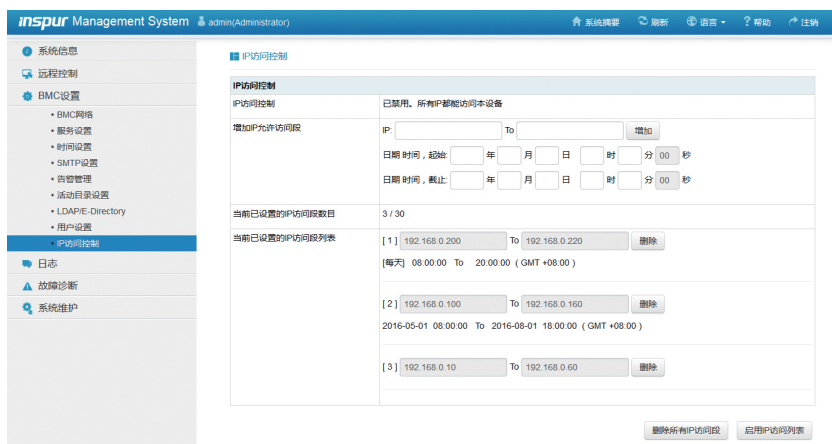 inspur Management System admin(Administrator) 系统摘要 刷新 语言 ? 帮助 注销
系统信息
远程控制
BMC设置
• BMC网络
• 服务设置
• 时间设置
• SMTP设置
• 告警管理
• 活动目录设置
• LDAP/E-Directory
• 用户设置
• IP访问控制
日志
故障诊断
系统维护
IP访问控制
IP访问控制
IP访问控制 已禁用。所有IP都能访问本设备
增加IP允许访问段 IP: To 增加
日期 时间，起始: 年 月 日 时 分 00 秒
日期 时间，截止: 年 月 日 时 分 00 秒
当前已设置的IP访问段数目 3 / 30
当前已设置的IP访问段列表 [ 1 ] 192.168.0.200 To 192.168.0.220 删除
[每天] 08:00:00 To 20:00:00 ( GMT +08:00 )
[ 2 ] 192.168.0.100 To 192.168.0.160 删除
2016-05-01 08:00:00 To 2016-08-01 18:00:00 ( GMT +08:00 )
[ 3 ] 192.168.0.10 To 192.168.0.60 删除
删除所有IP访问段 启用IP访问列表